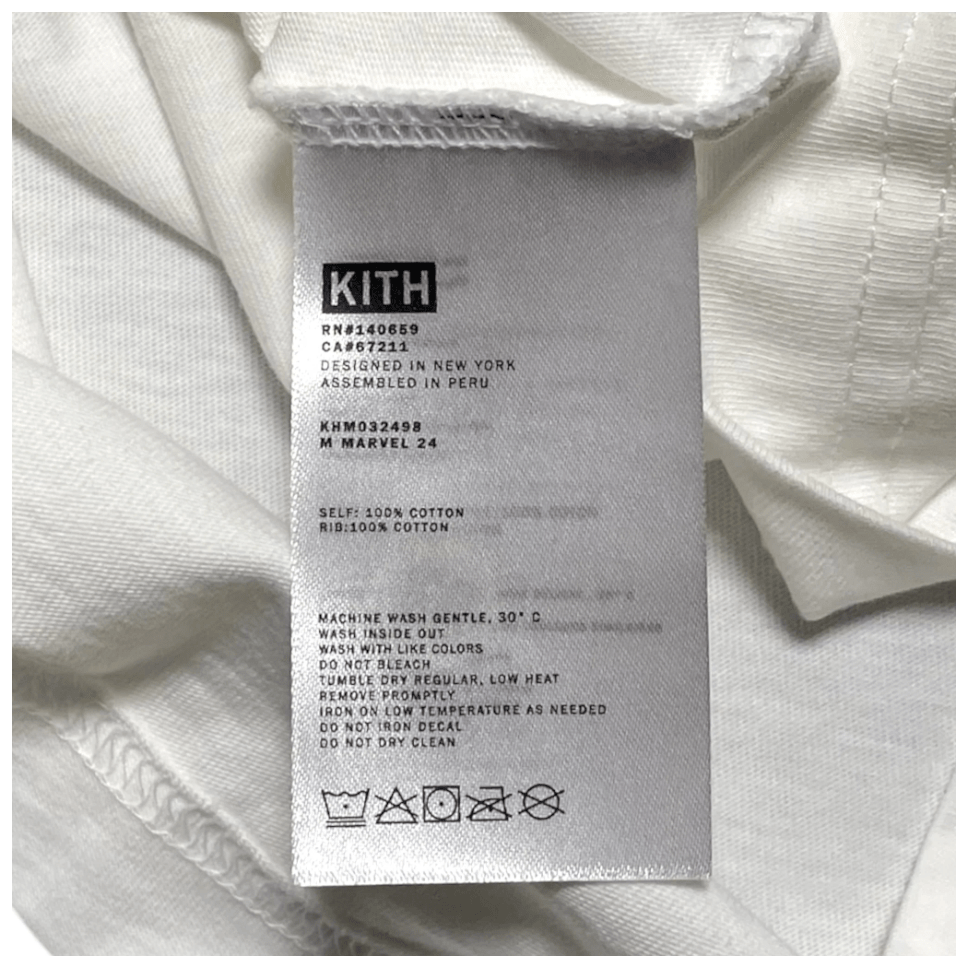 KITH
RN#140659
CA#67211
DESIGNED IN NEW YORK
ASSEMBLED IN PERU
KHM032498
M MARVEL 24
SELF: 100% COTTON
RIB:100% COTTON
MACHINE WASH GENTLE, 30° C
WASH INSIDE OUT
WASH WITH LIKE COLORS
DO NOT BLEACH
TUMBLE DRY REGULAR, LOW HEAT
REMOVE PROMPTLY
IRON ON LOW TEMPERATURE AS NEEDED
DO NOT IRON DECAL
DO NOT DRY CLEAN